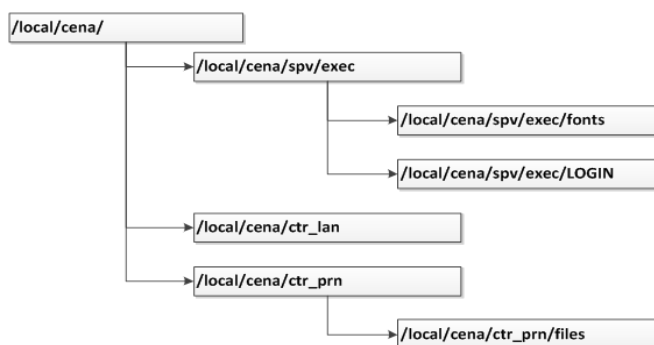 /local/cena/
/local/cena/spv/exec
/local/cena/spv/exec/fonts
/local/cena/spv/exec/LOGIN
/local/cena/ctr_lan
/local/cena/ctr_prn
/local/cena/ctr_prn/files